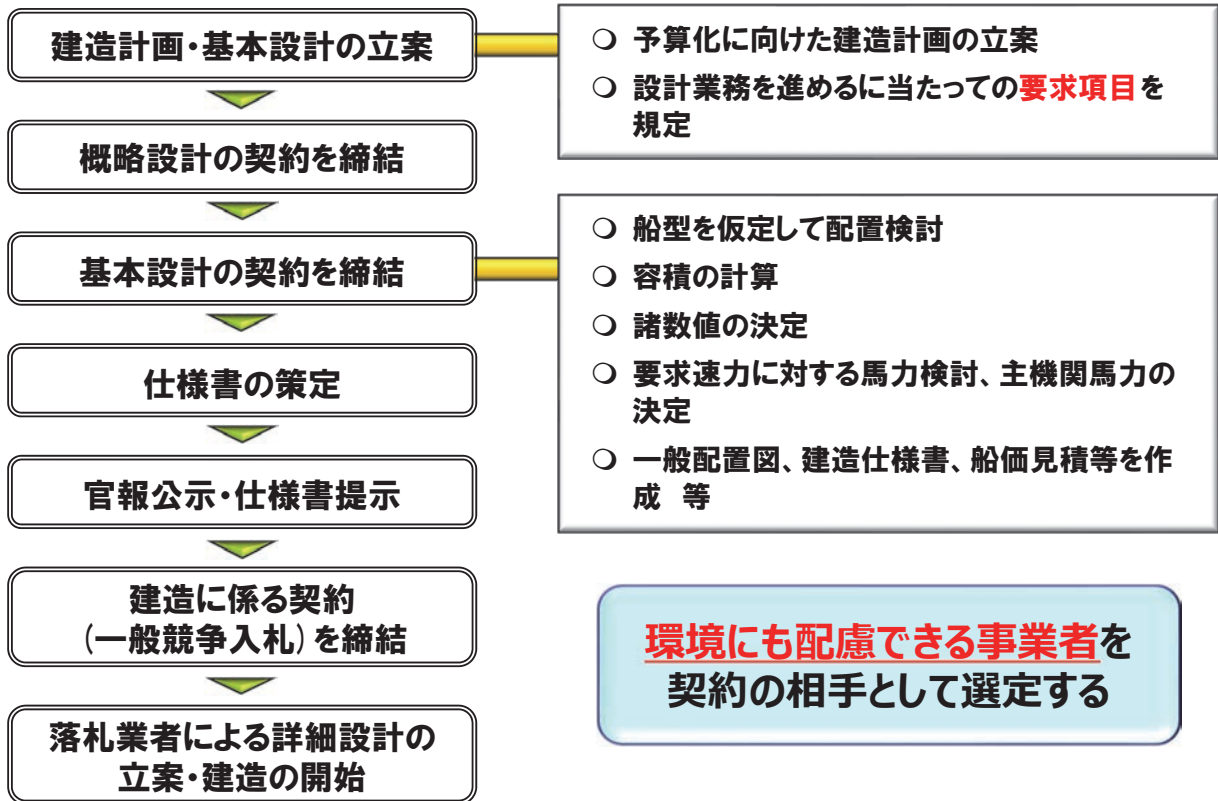 建造計画・基本設計の立案
○ 予算化に向けた建造計画の立案
○ 設計業務を進めるに当たっての要求項目を
規定
概略設計の契約を締結
基本設計の契約を締結
○ 船型を仮定して配置検討
○ 容積の計算
○ 諸数値の決定
○ 要求速力に対する馬力検討、主機関馬力の
決定
○ 一般配置図、建造仕様書、船価見積等を作
成 等
仕様書の策定
官報公示・仕様書提示
建造に係る契約
(一般競争入札)を締結
落札業者による詳細設計の
立案・建造の開始
環境にも配慮できる事業者を
契約の相手として選定する